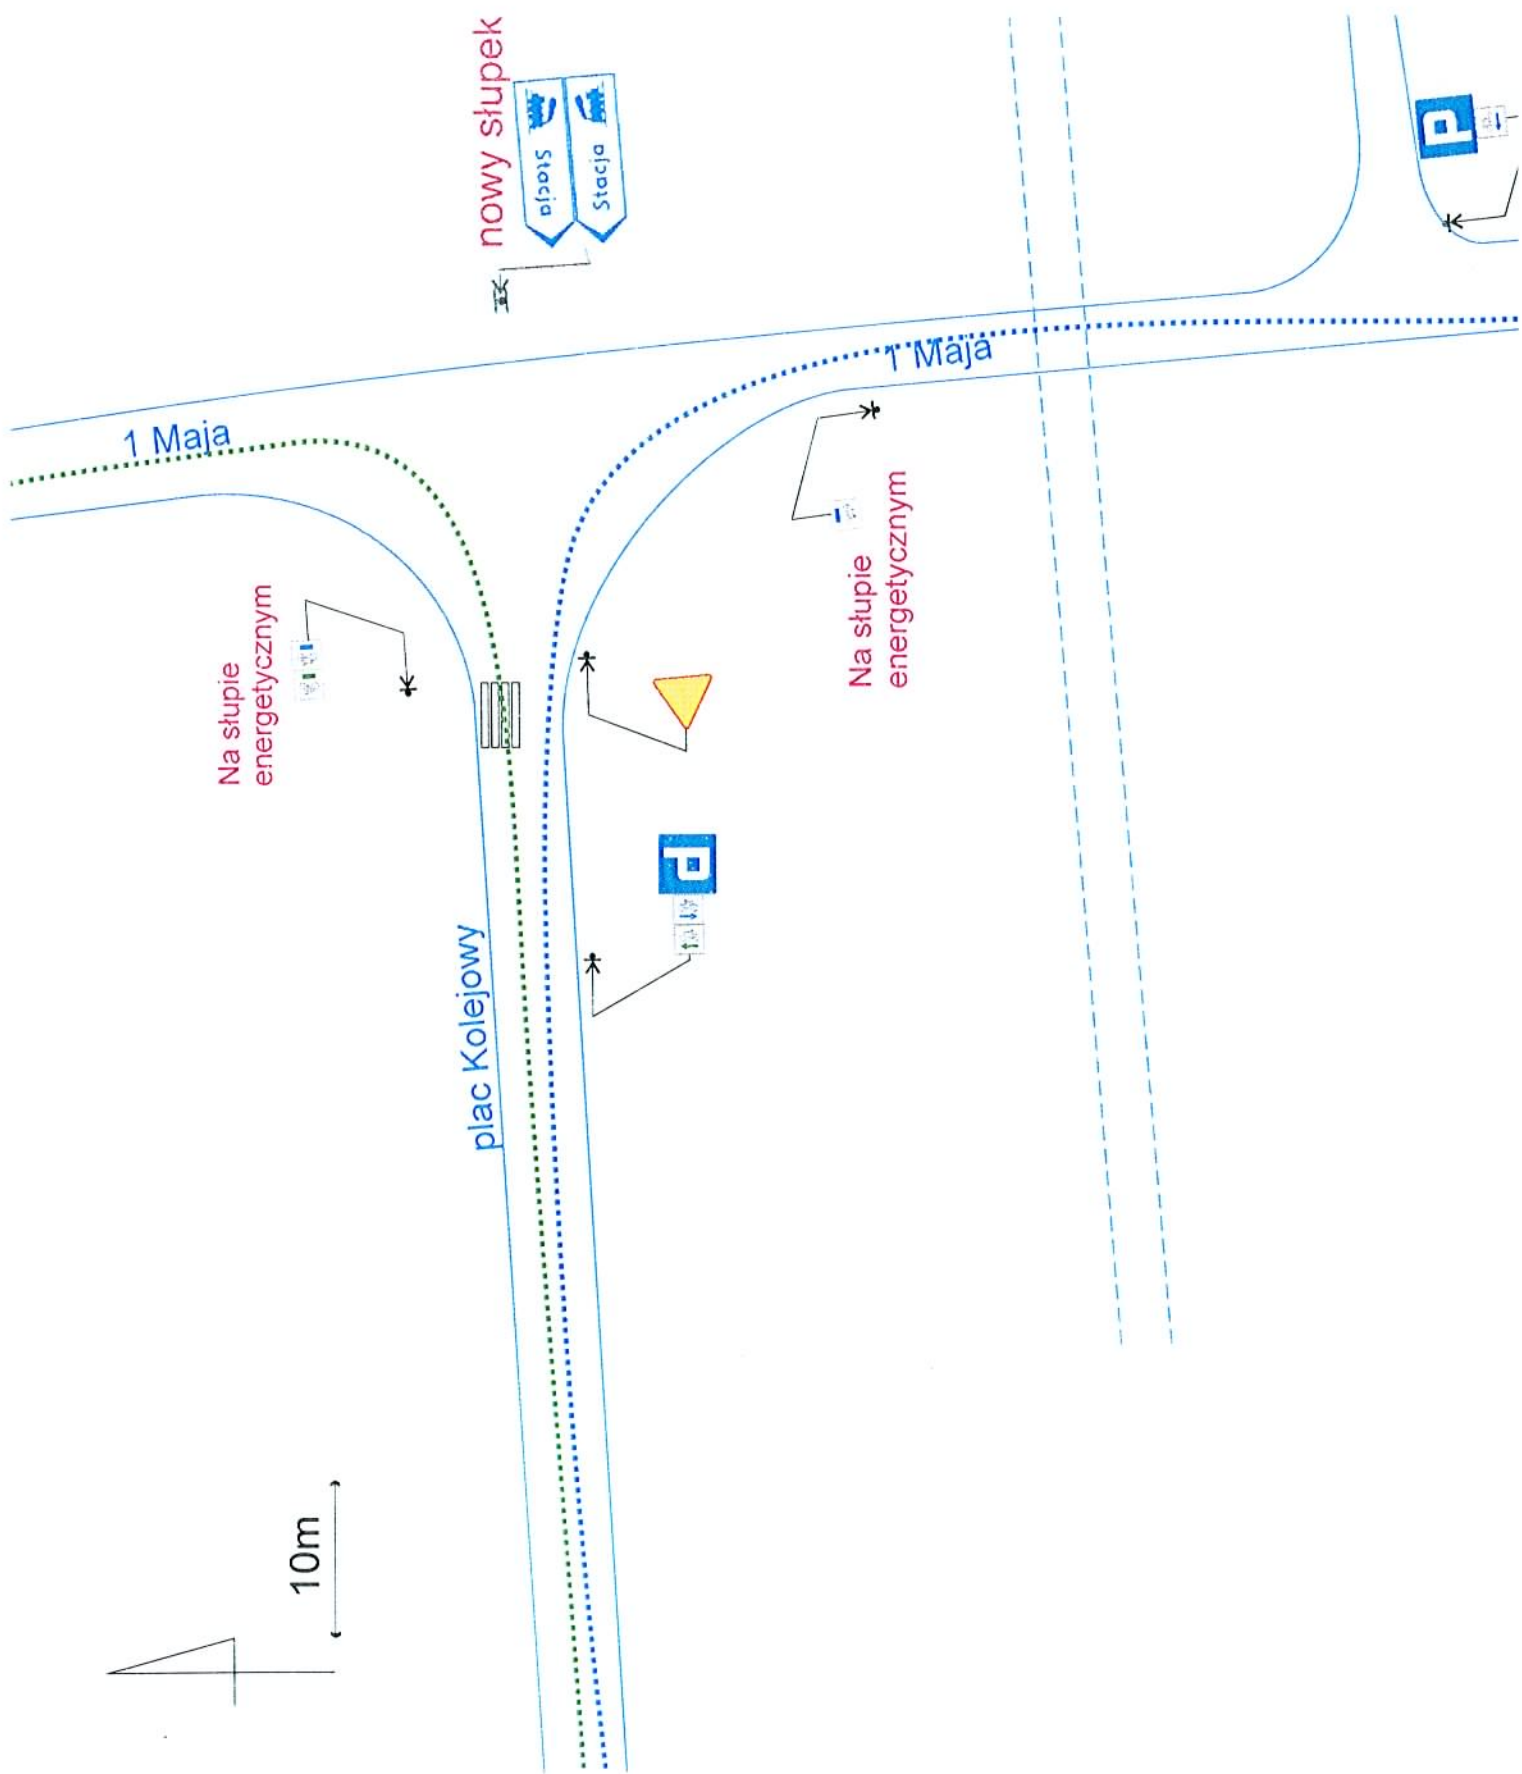 nowy słupek
Stacja
Stacja
P
1 Maja
1 Maja
Na słupie
energetycznym
Na słupie
energetycznym
P
plac Kolejowy
10m